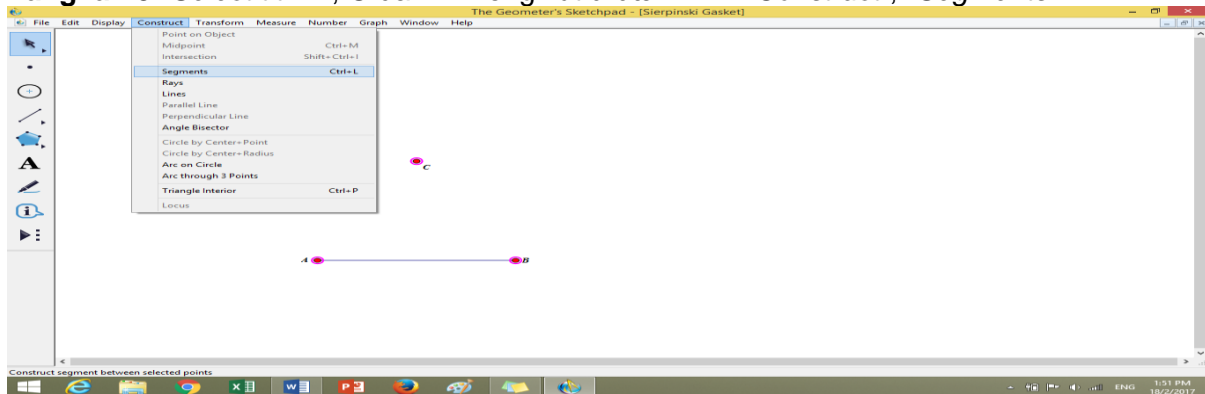 The Geometer's Sketchpad - [Sierpinski Gasket]
File Edit Display Construct Transform Measure Number Graph Window Help
Point on Object
Midpoint Ctrl+M
Intersection Shift+Ctrl+I
Segments Ctrl+L
Rays
Lines
Parallel Line
Perpendicular Line
Angle Bisector
Circle by Center+Point
Circle by Center+Radius
Arc on Circle
Arc through 3 Points
Triangle Interior Ctrl+P
Locus
A
C
A B
Construct segment between selected points
ENG 1:51 PM
18/2/2017